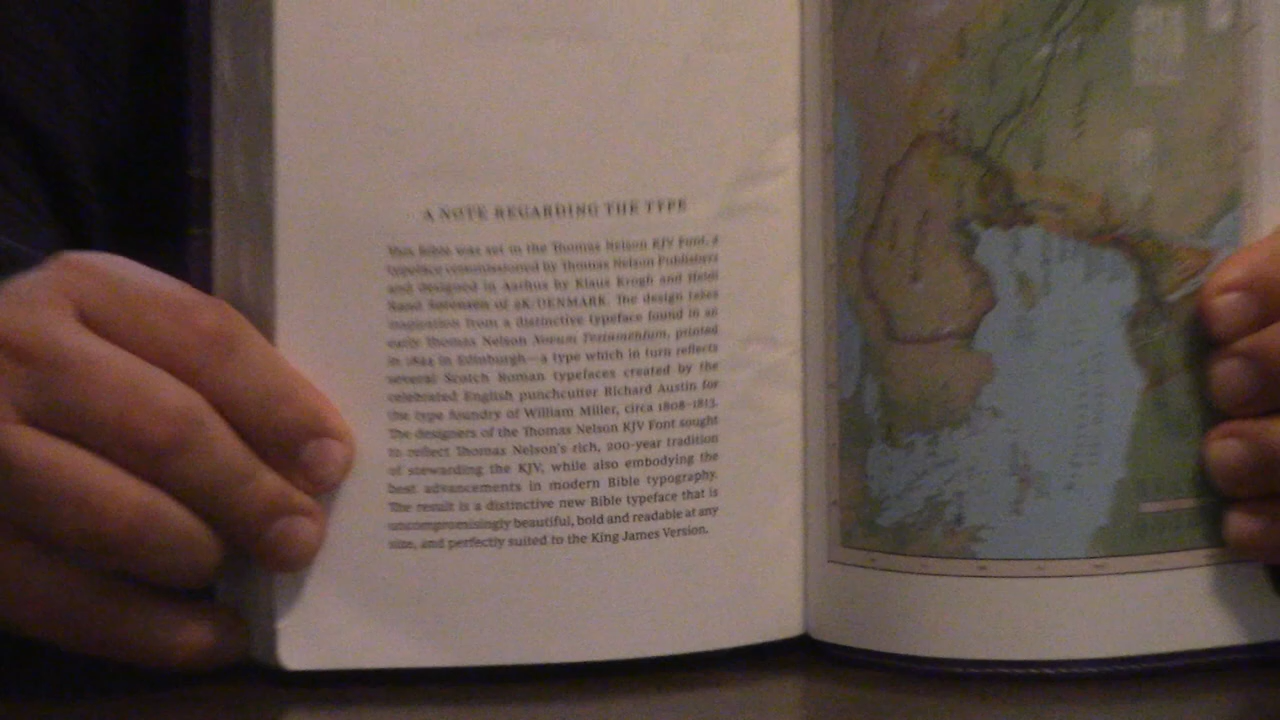 A NOTE REGARDING THE TYPE
This Bible was set in the Thomas Nelson KJV Font, a
typeface commissioned by Thomas Nelson Publishers
and designed in Aarhus by Klaus Krogh and Heidi
Rand Sørensen of 2K/DENMARK. The design takes
inspiration from a distinctive typeface found in an
early Thomas Nelson Novum Testamentum, printed
in 1844 in Edinburgh—a type which in turn reflects
several Scotch Roman typefaces created by the
celebrated English punchcutter Richard Austin for
the type foundry of William Miller, circa 1808–1813.
The designers of the Thomas Nelson KJV Font sought
to reflect Thomas Nelson's rich, 200-year tradition
of stewarding the KJV, while also embodying the
best advancements in modern Bible typography.
The result is a distinctive new Bible typeface that is
uncompromisingly beautiful, bold and readable at any
size, and perfectly suited to the King James Version.